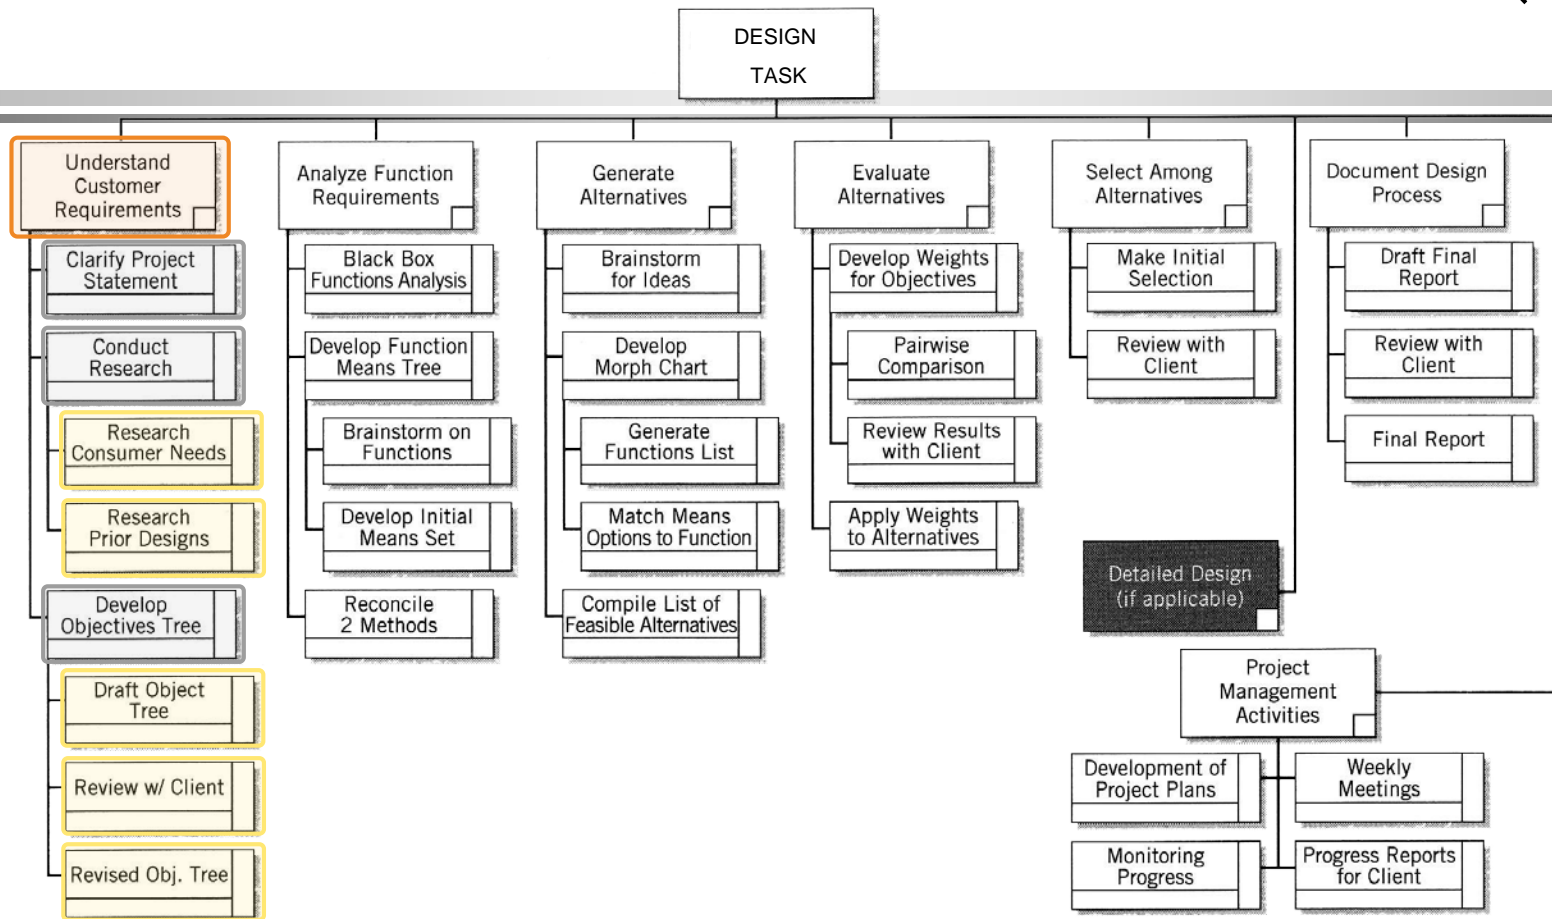 DESIGN
TASK
Understand
Customer
Requirements
Clarify Project
Statement
Conduct
Research
Research
Consumer Needs
Research
Prior Designs
Develop
Objectives Tree
Draft Object
Tree
Review w/ Client
Revised Obj. Tree
Analyze Function
Requirements
Black Box
Functions Analysis
Develop Function
Means Tree
Brainstorm on
Functions
Develop Initial
Means Set
Reconcile
2 Methods
Generate
Alternatives
Brainstorm
for Ideas
Develop
Morph Chart
Generate
Functions List
Match Means
Options to Function
Compile List of
Feasible Alternatives
Evaluate
Alternatives
Develop Weights
for Objectives
Pairwise
Comparison
Review Results
with Client
Apply Weights
to Alternatives
Select Among
Alternatives
Make Initial
Selection
Review with
Client
Document Design
Process
Draft Final
Report
Review with
Client
Final Report
Detailed Design
(if applicable)
Project
Management
Activities
Development of
Project Plans
Weekly
Meetings
Monitoring
Progress
Progress Reports
for Client